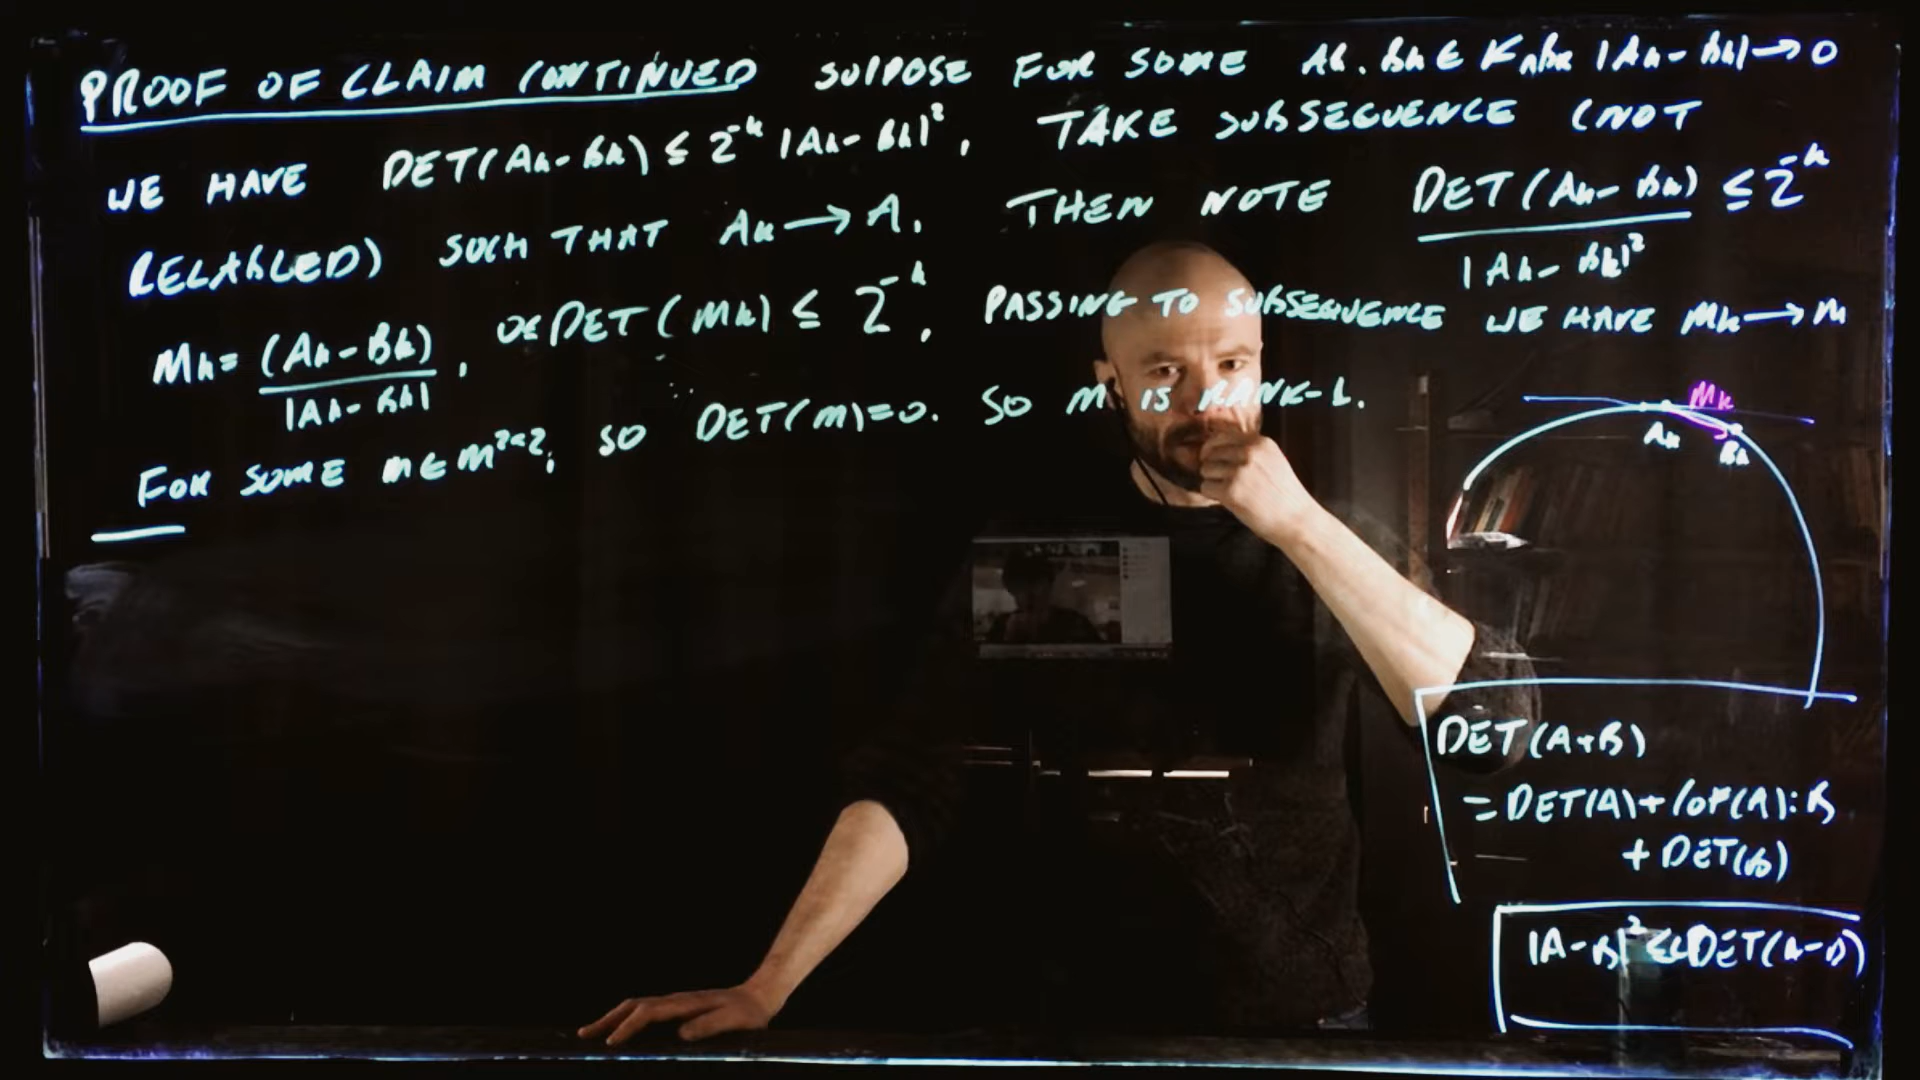 PROOF OF CLAIM CONTINUED SUPPOSE FOR SOME Ak, Bk ∈ K∩BR |Ak-Bk|→0
WE HAVE DET(Ak-Bk) ≤ 2^-k |Ak-Bk|^2, TAKE SUBSEQUENCE (NOT
RELABLED) SUCH THAT Ak → A. THEN NOTE DET(Ak-Bk)/|Ak-Bk|^2 ≤ 2^-k
Mk = (Ak-Bk)/|Ak-Bk|, 0≤DET(Mk) ≤ 2^-k, PASSING TO SUBSEQUENCE WE HAVE Mk → M
FOR SOME M ∈ M^2×2, SO DET(M)=0. SO M IS RANK-1.
Mk
Ak
Bk
DET(A+B)
= DET(A)+COF(A):B
+ DET(B)
|A-B|^2 ≤ C DET(A-B)